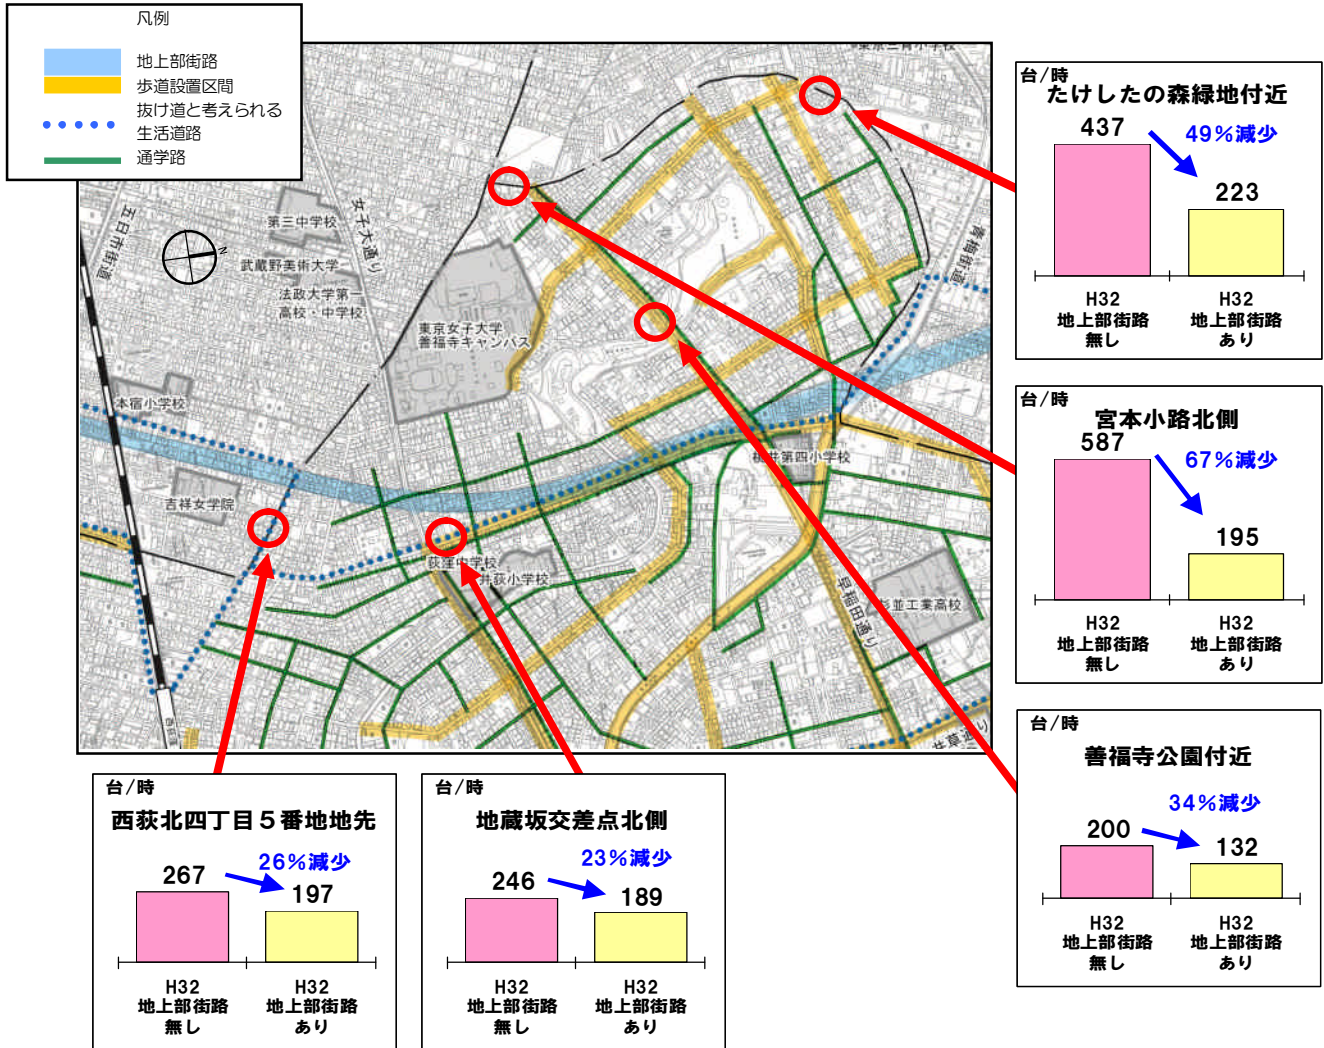 凡例
地上部街路
歩道設置区間
抜け道と考えられる
生活道路
通学路
五日市街道
第三中学校
女子大通り
武蔵野美術大学
法政大学第一
高校・中学校
東京女子大学
善福寺キャンパス
N
青梅街道
本宿小学校
吉祥女学院
桃井第四小学校
荻窪中学校
井荻小学校
早稲田通り
杉並工業高校
台/時
たけしたの森緑地付近
437
49%減少
223
H32
地上部街路
無し
H32
地上部街路
あり
台/時
宮本小路北側
587
67%減少
195
H32
地上部街路
無し
H32
地上部街路
あり
台/時
善福寺公園付近
34%減少
200
132
H32
地上部街路
無し
H32
地上部街路
あり
台/時
西荻北四丁目5番地地先
267
26%減少
197
H32
地上部街路
無し
H32
地上部街路
あり
台/時
地蔵坂交差点北側
246
23%減少
189
H32
地上部街路
無し
H32
地上部街路
あり